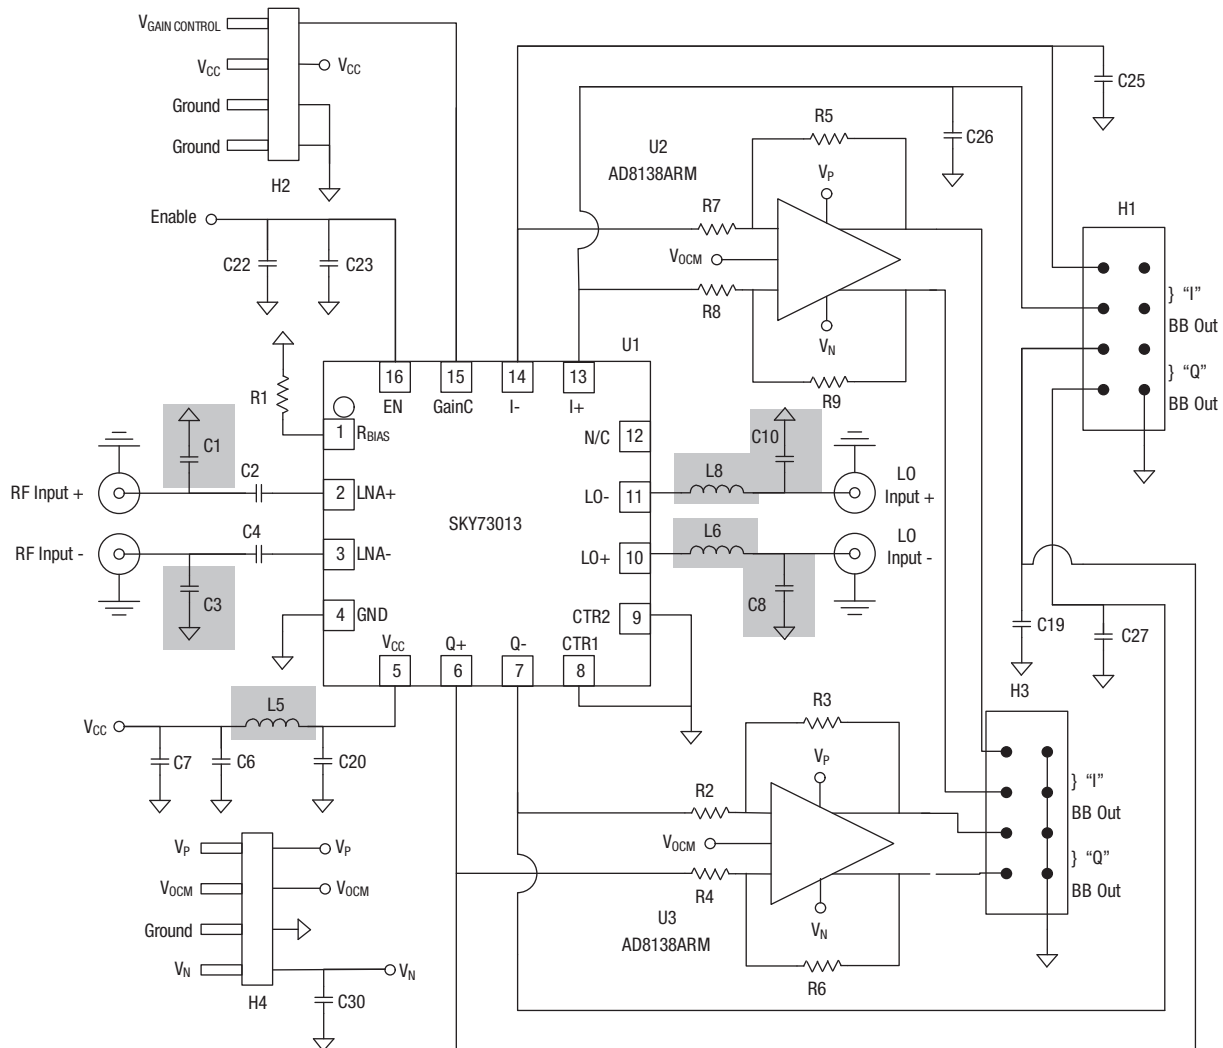 VGAIN CONTROL
VCC
VCC
Ground
Ground
H2
C25
R5
C26
U2
AD8138ARM
VP
H1
Enable
R7
C22
C23
VOCM
} “I”
BB Out
R8
VN
U1
R9
} “Q”
BB Out
R1
16
15
14
13
EN
GainC
I-
I+
1
RBIAS
N/C
12
C1
C10
C2
L8
RF Input +
2
LNA+
LO-
11
LO
Input +
SKY73013
C4
L6
RF Input -
3
LNA-
LO+
10
LO
Input -
C3
C8
4
GND
CTR2
9
C19
C27
VCC
Q+
Q-
CTR1
5
6
7
8
H3
L5
R3
VCC
C7
C6
C20
VP
} “I”
BB Out
R2
VOCM
} “Q”
BB Out
R4
VN
U3
AD8138ARM
R6
VP
VP
VOCM
VOCM
Ground
VN
VN
H4
C30